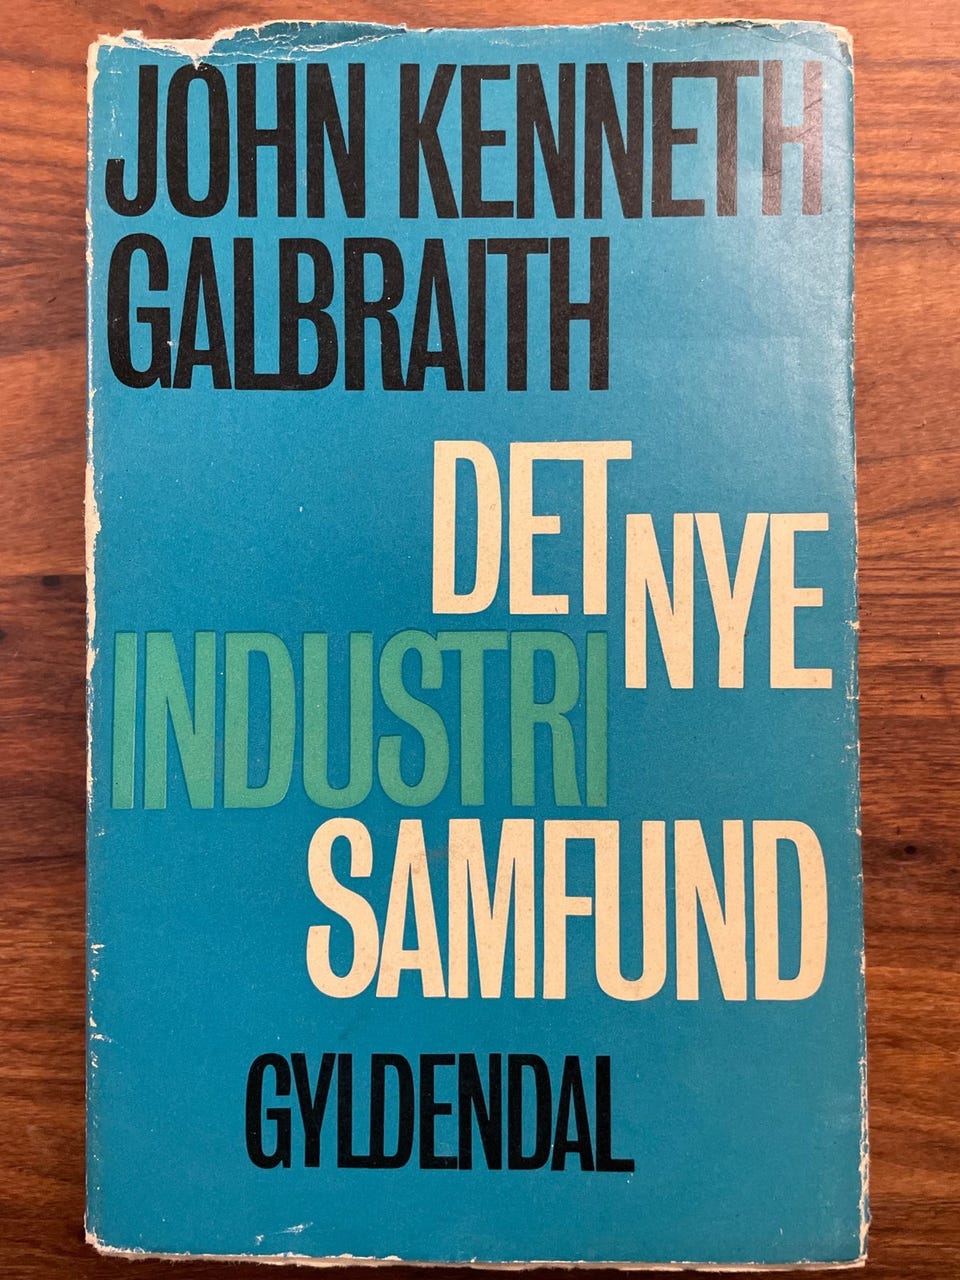 JOHN KENNETH
GALBRAITH
DET NYE
INDUSTRI
SAMFUND
GYLDENDAL